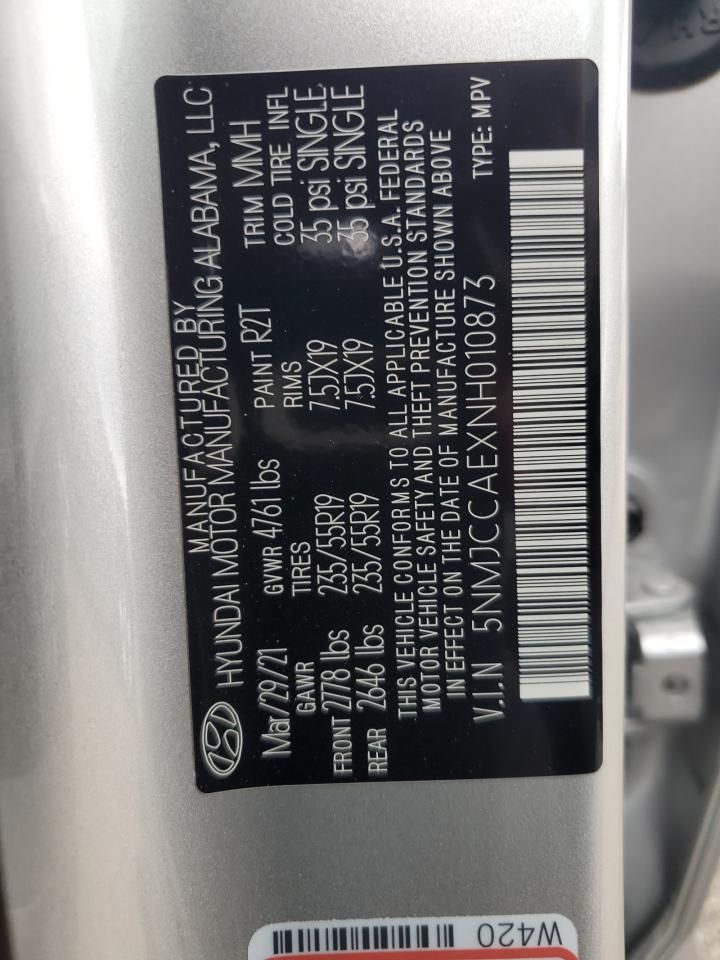 MANUFACTURED BY
HYUNDAI MOTOR MANUFACTURING ALABAMA, LLC
Mar/29/21 GVWR 4761 lbs PAINT R2T TRIM MMH
GAWR TIRES RIMS COLD TIRE INFL
FRONT 2778 lbs 235/55R19 7.5JX19 35 psi SINGLE
REAR 2646 lbs 235/55R19 7.5JX19 35 psi SINGLE
THIS VEHICLE CONFORMS TO ALL APPLICABLE U.S.A. FEDERAL
MOTOR VEHICLE SAFETY AND THEFT PREVENTION STANDARDS
IN EFFECT ON THE DATE OF MANUFACTURE SHOWN ABOVE
V.I.N 5NMJCCAEXNH010873 TYPE: MPV
W420